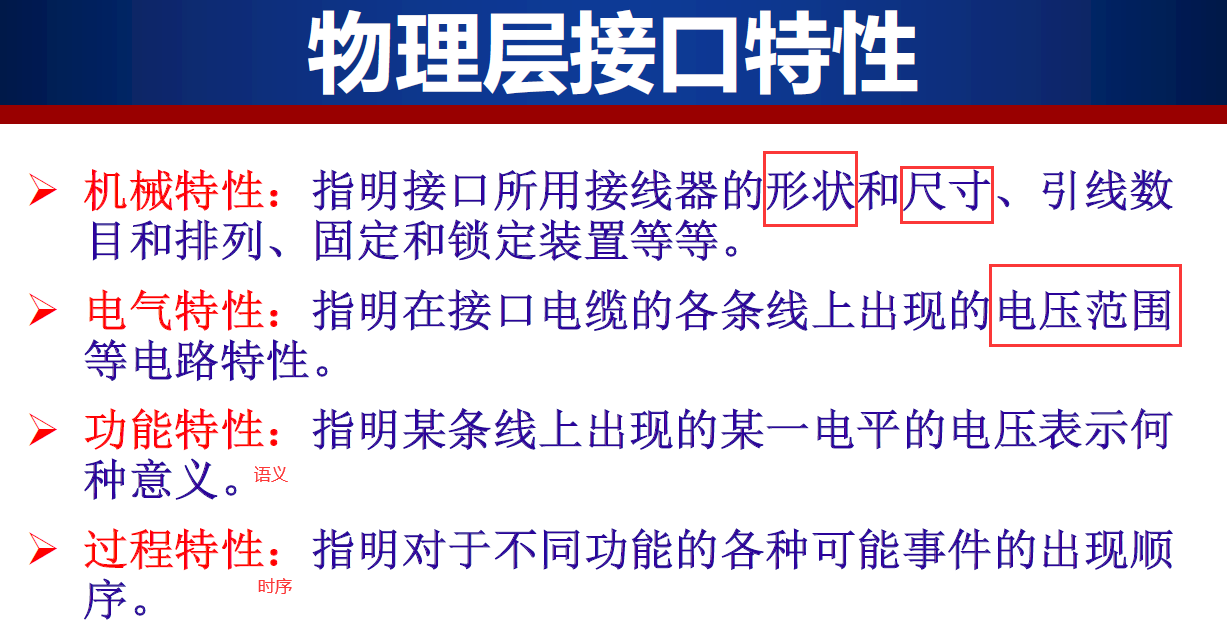 物理层接口特性
机械特性：指明接口所用接线器的形状和尺寸、引线数
目和排列、固定和锁定装置等等。
电气特性：指明在接口电缆的各条线上出现的电压范围
等电路特性。
功能特性：指明某条线上出现的某一电平的电压表示何
种意义。语义
过程特性：指明对于不同功能的各种可能事件的出现顺
序。时序